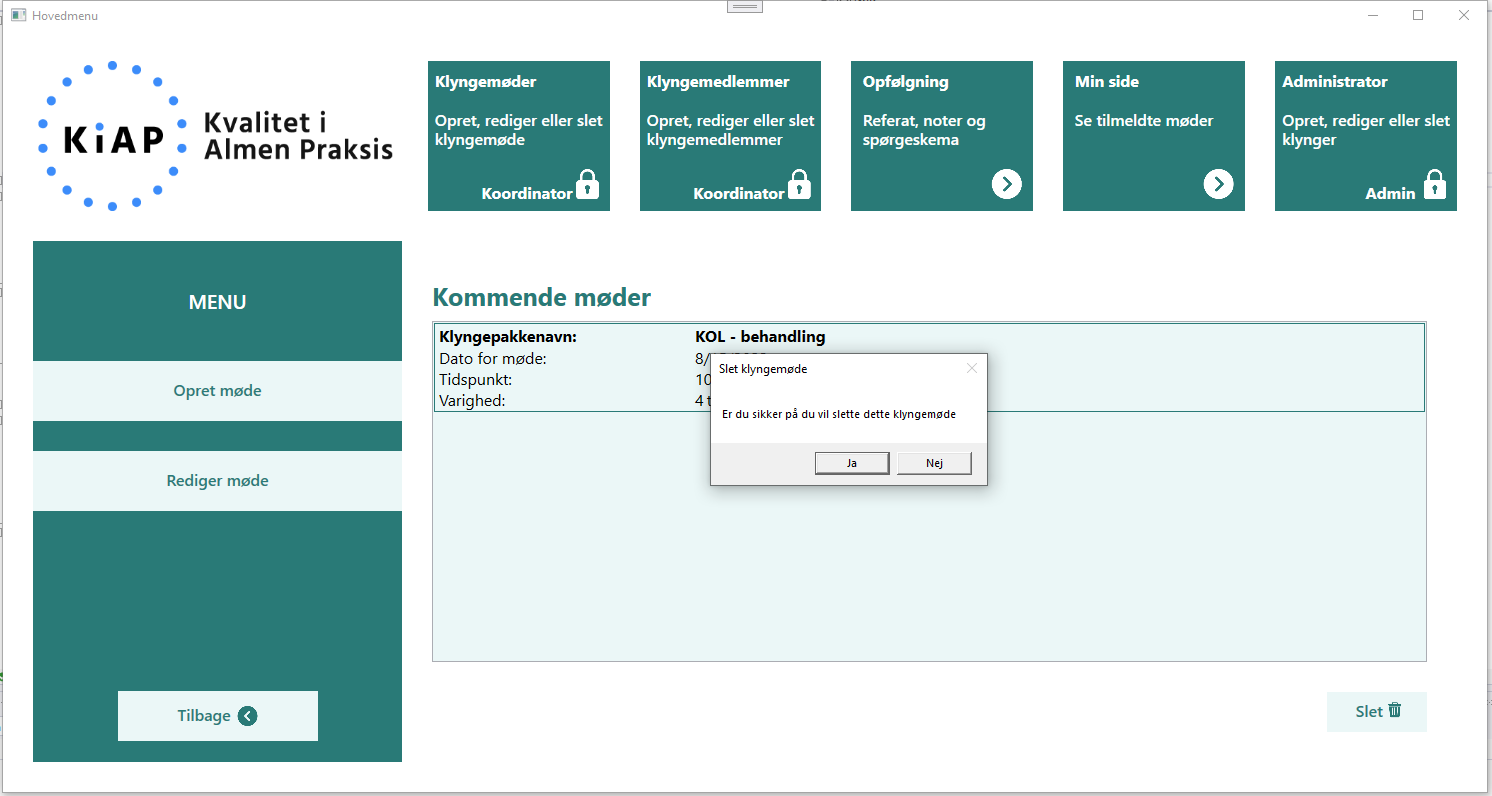 Hovedmenu
KiAP
Kvalitet i
Almen Praksis
Klyngemøder
Opret, rediger eller slet
klyngemøde
Koordinator
Klyngemedlemmer
Opret, rediger eller slet
klyngemedlemmer
Koordinator
Opfølgning
Referat, noter og
spørgeskema
Min side
Se tilmeldte møder
Administrator
Opret, rediger eller slet
klynger
Admin
MENU
Opret møde
Rediger møde
Tilbage
Kommende møder
Klyngepakkenavn: KOL - behandling
Dato for møde: 8/
Tidspunkt: 10
Varighed: 4 t
Slet klyngemøde
Er du sikker på du vil slette dette klyngemøde
Ja Nej
Slet